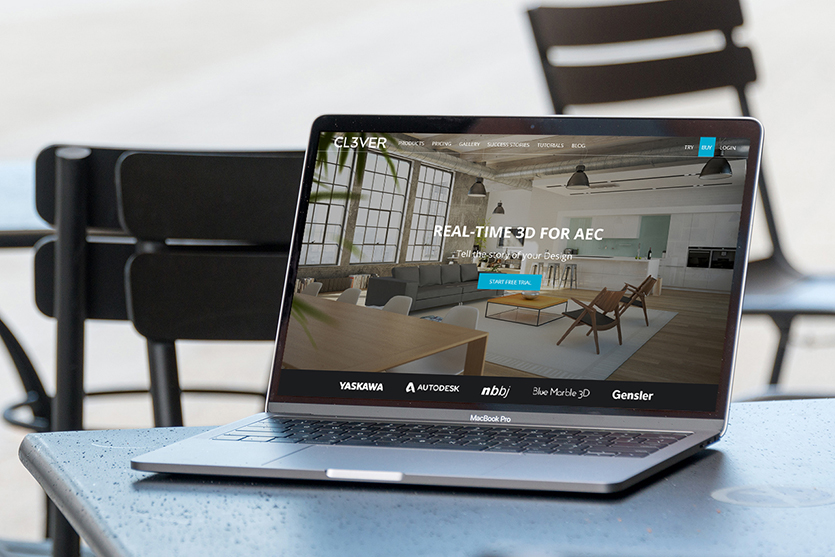 CL3VER PRODUCTS PRICING GALLERY SUCCESS STORIES TUTORIALS BLOG TRY BUY LOGIN
REAL-TIME 3D FOR AEC
Tell the story of your Design
START FREE TRIAL
YASKAWA AUTODESK nbbj Blue Marble 3D Gensler
MacBook Pro